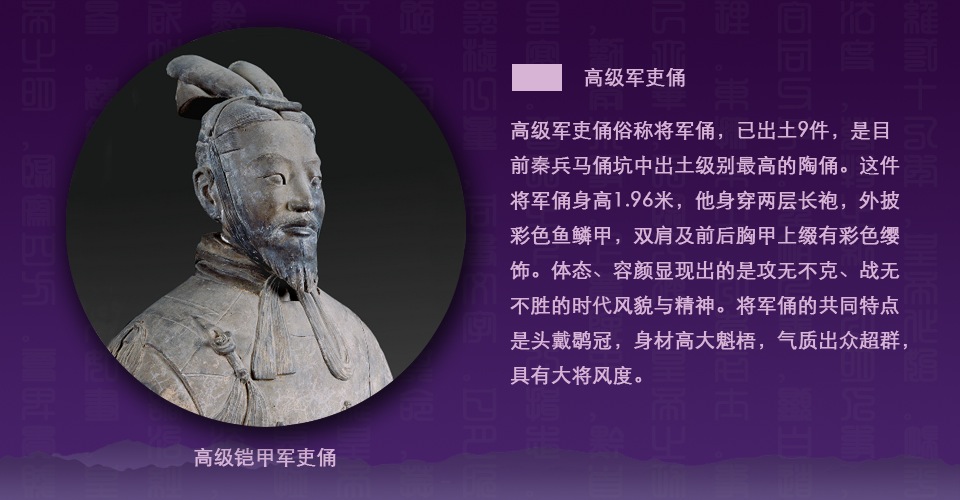 高级军吏俑
高级军吏俑俗称将军俑，已出土9件，是目
前秦兵马俑坑中出土级别最高的陶俑。这件
将军俑身高1.96米，他身穿两层长袍，外披
彩色鱼鳞甲，双肩及前后胸甲上缀有彩色缨
饰。体态、容颜显现出的是攻无不克、战无
不胜的时代风貌与精神。将军俑的共同特点
是头戴鹖冠，身材高大魁梧，气质出众超群，
具有大将风度。
高级铠甲军吏俑